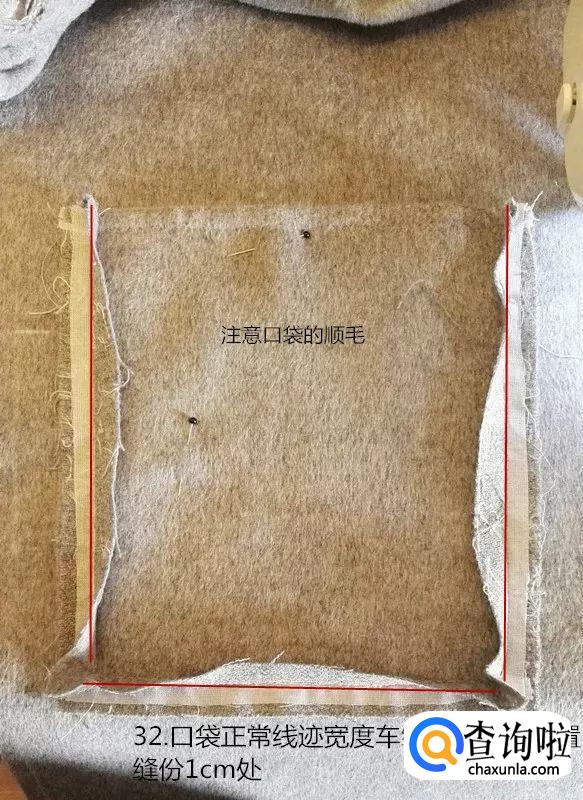 注意口袋的顺毛
32.口袋正常线迹宽度车
缝份1cm处
查询啦
chaxunla.com